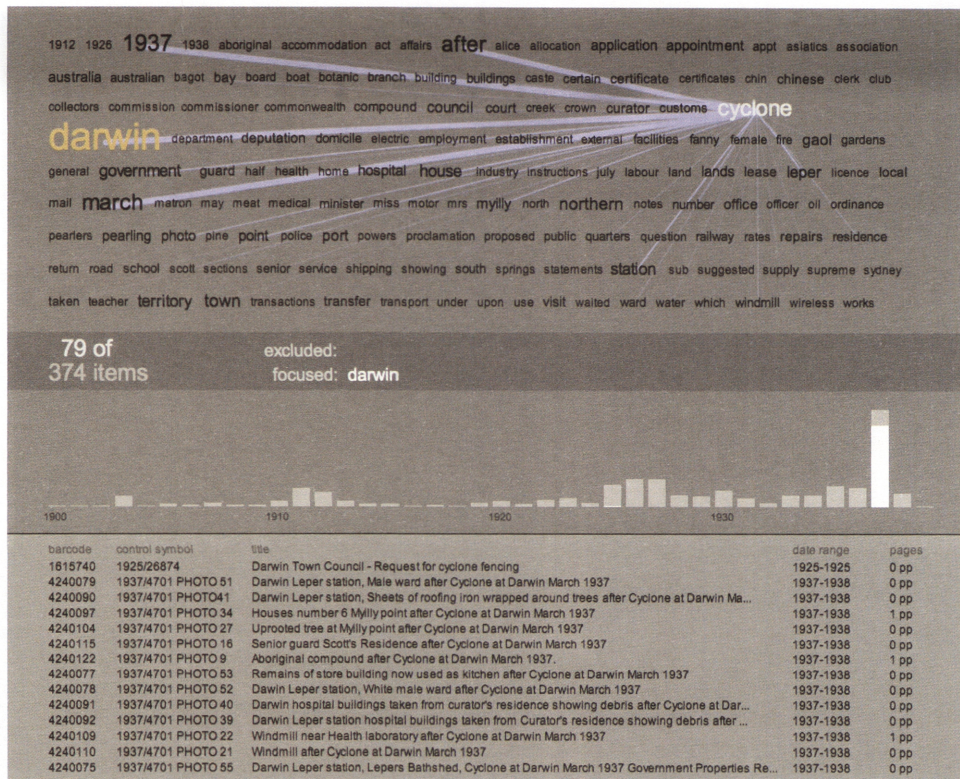 1912 1926 1937 1938 aboriginal accommodation act affairs after alice allocation application appointment appt asiatics association
australia australian bagot bay board boat botanic branch building buildings caste certain certificate certificates chin chinese clerk club
collectors commission commissioner commonwealth compound council court creek crown curator customs cyclone
darwin department deputation domicile electric employment establishment external facilities fanny female fire gaol gardens
general government guard half health home hospital house industry instructions july labour land lands lease leper licence local
mail march matron may meat medical minister miss motor mrs myilly north northern notes number office officer oil ordinance
pearlers pearling photo pine point police port powers proclamation proposed public quarters question railway rates repairs residence
return road school scott sections senior service shipping showing south springs statements station sub suggested supply supreme sydney
taken teacher territory town transactions transfer transport under upon use visit waited ward water which windmill wireless works
79 of excluded:
374 items focused: darwin
1900 1910 1920 1930
barcode control symbol title date range pages
1615740 1925/26874 Darwin Town Council - Request for cyclone fencing 1925-1925 0 pp
4240079 1937/4701 PHOTO 51 Darwin Leper station, Male ward after Cyclone at Darwin March 1937 1937-1938 0 pp
4240090 1937/4701 PHOTO41 Darwin Leper station, Sheets of roofing iron wrapped around trees after Cyclone at Darwin Ma... 1937-1938 0 pp
4240097 1937/4701 PHOTO 34 Houses number 6 Myilly point after Cyclone at Darwin March 1937 1937-1938 1 pp
4240104 1937/4701 PHOTO 27 Uprooted tree at Myilly point after Cyclone at Darwin March 1937 1937-1938 0 pp
4240115 1937/4701 PHOTO 16 Senior guard Scott's Residence after Cyclone at Darwin March 1937 1937-1938 0 pp
4240122 1937/4701 PHOTO 9 Aboriginal compound after Cyclone at Darwin March 1937. 1937-1938 1 pp
4240077 1937/4701 PHOTO 53 Remains of store building now used as kitchen after Cyclone at Darwin March 1937 1937-1938 0 pp
4240078 1937/4701 PHOTO 52 Dawin Leper station, White male ward after Cyclone at Darwin March 1937 1937-1938 0 pp
4240091 1937/4701 PHOTO 40 Darwin hospital buildings taken from curator's residence showing debris after Cyclone at Dar... 1937-1938 0 pp
4240092 1937/4701 PHOTO 39 Darwin Leper station hospital buildings taken from Curator's residence showing debris after ... 1937-1938 0 pp
4240109 1937/4701 PHOTO 22 Windmill near Health laboratory after Cyclone at Darwin March 1937 1937-1938 1 pp
4240110 1937/4701 PHOTO 21 Windmill after Cyclone at Darwin March 1937 1937-1938 0 pp
4240075 1937/4701 PHOTO 55 Darwin Leper station, Lepers Bathshed, Cyclone at Darwin March 1937 Government Properties Re... 1937-1938 0 pp